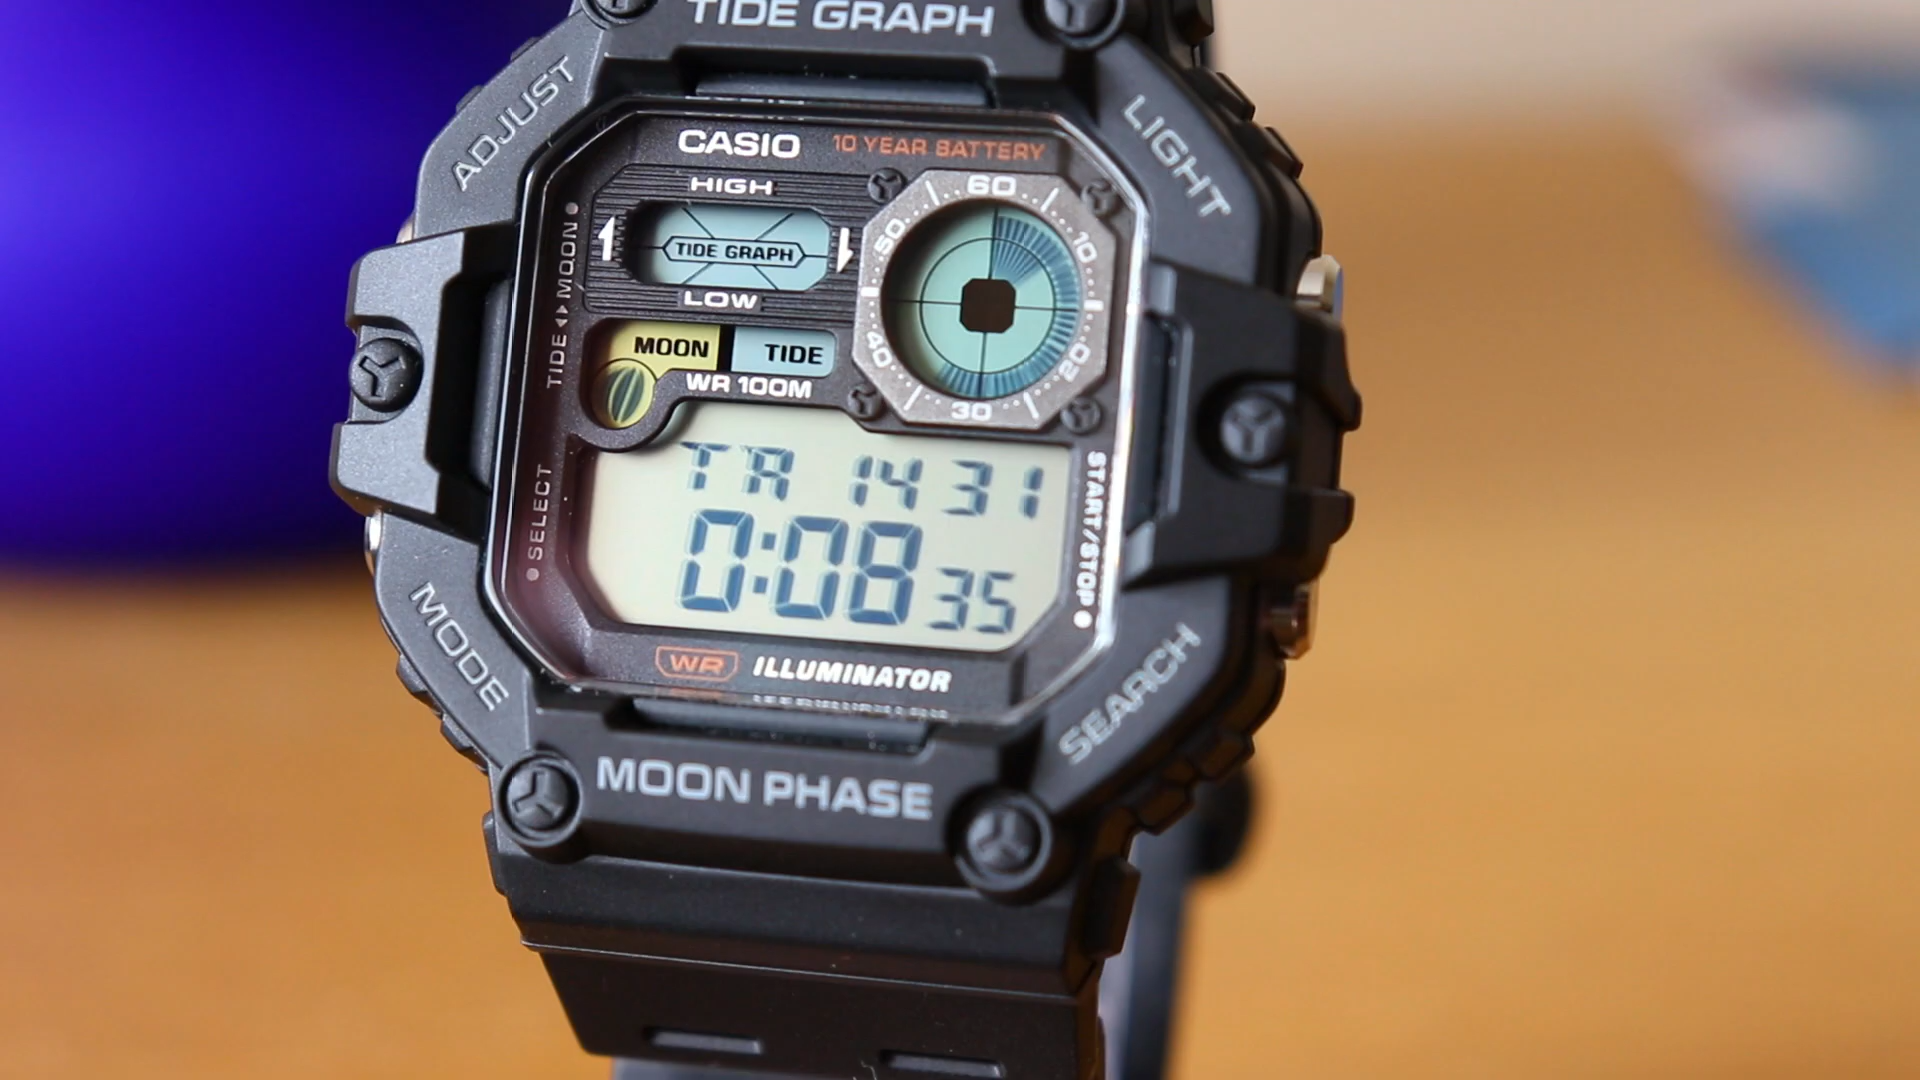 TIDE GRAPH
ADJUST
LIGHT
CASIO 10 YEAR BATTERY
HIGH
TIDE GRAPH
LOW
60
10
20
30
40
50
TIDE MOON
MOON TIDE
WR 100M
SELECT
START/STOP
TR 14 31
0:08 35
WR ILLUMINATOR
MODE
SEARCH
MOON PHASE